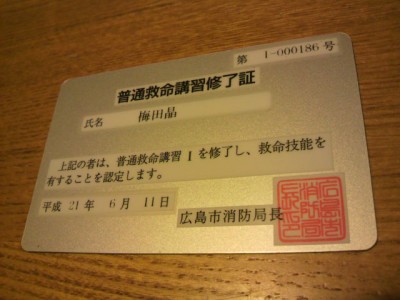 第 1-000186 号
普通救命講習修了証
氏名 梅田晶
上記の者は、普通救命講習 I を修了し、救命技能を
有することを認定します。
平成 21 年 6 月 11 日
広島市消防局長